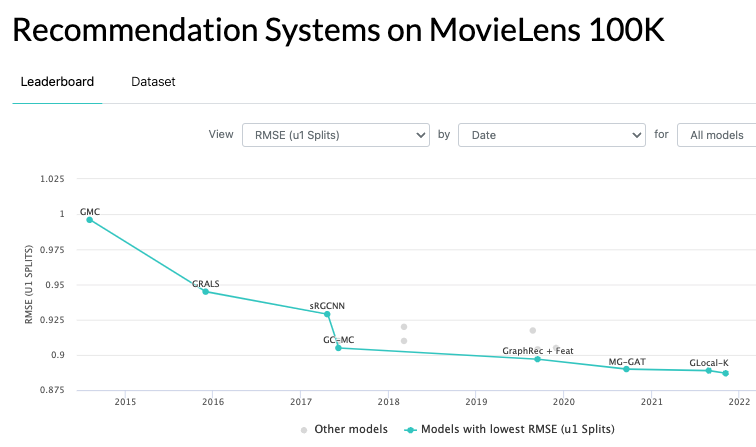 Recommendation Systems on MovieLens 100K
Leaderboard Dataset
View RMSE (u1 Splits) by Date for All models
RMSE (U1 SPLITS)
1.025
1
0.975
0.95
0.925
0.9
0.875
GMC
GRALS
sRGCNN
GC-MC
GraphRec + Feat
MG-GAT
GLocal-K
2015 2016 2017 2018 2019 2020 2021 2022
Other models Models with lowest RMSE (u1 Splits)